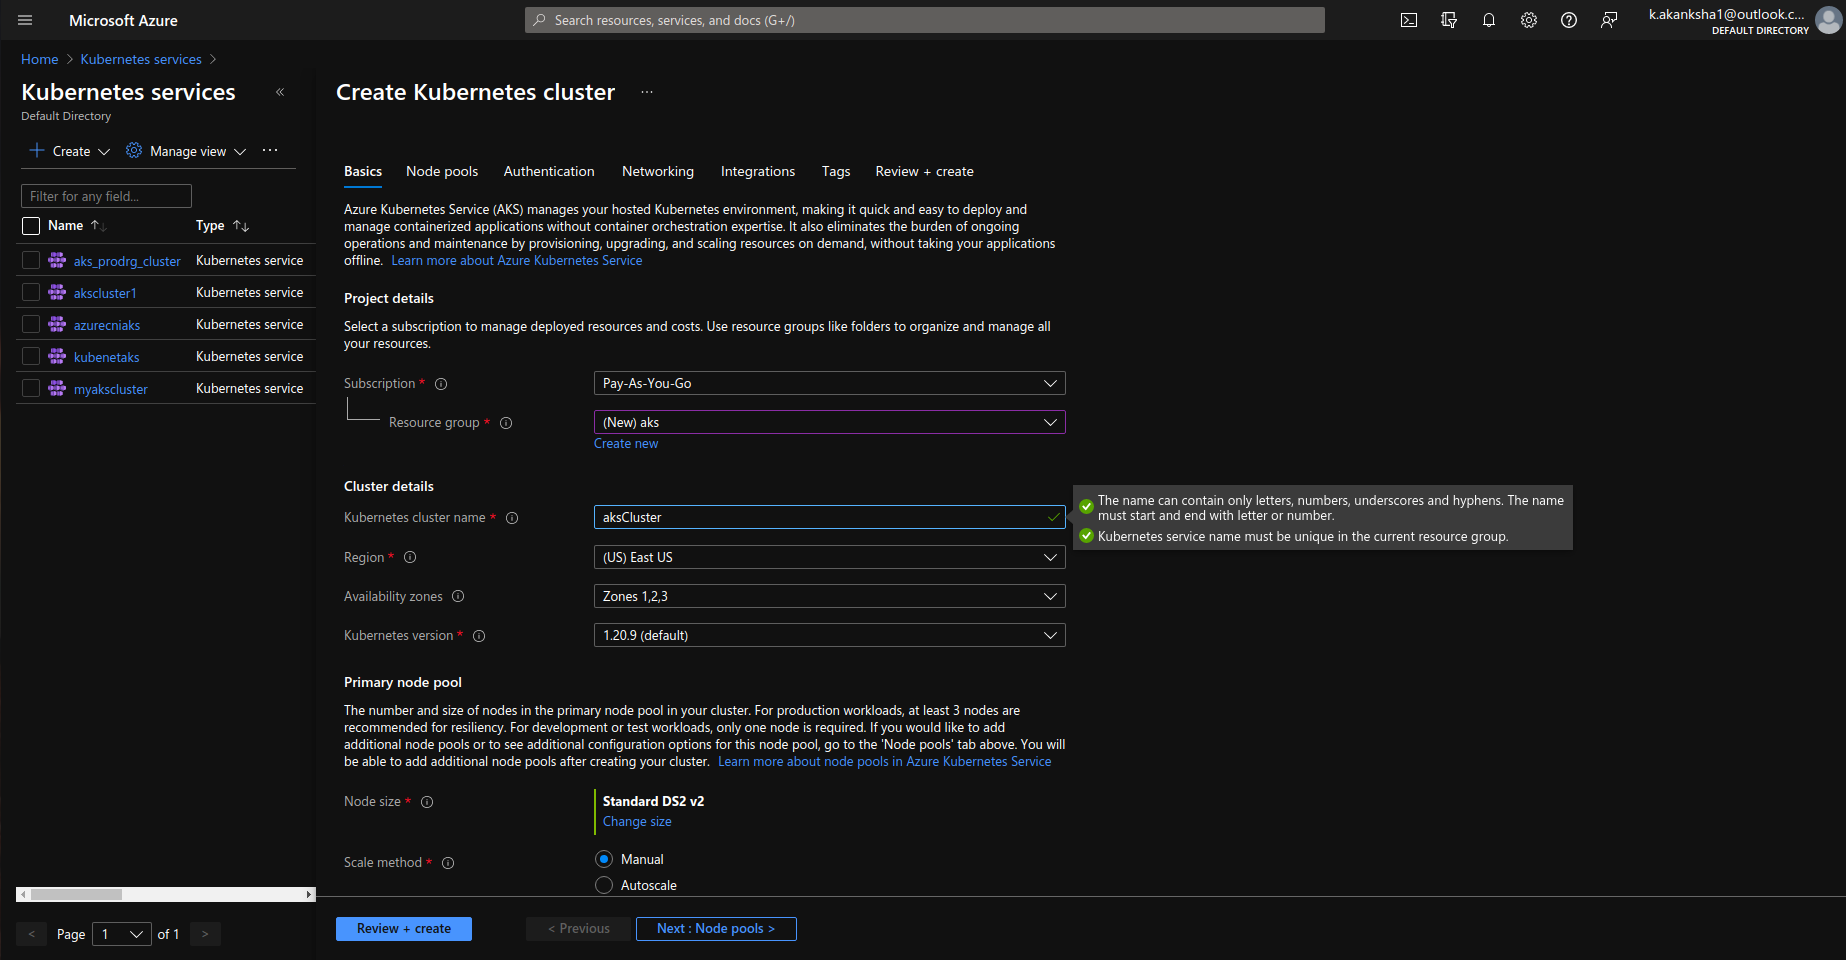 Microsoft Azure
Search resources, services, and docs (G+/)
k.akanksha1@outlook.c...
DEFAULT DIRECTORY
Home > Kubernetes services >
Kubernetes services «
Default Directory
+ Create Manage view ...
Filter for any field...
Name ↑↓ Type ↑↓
aks_prodrg_cluster Kubernetes service
akscluster1 Kubernetes service
azurecniaks Kubernetes service
kubenetaks Kubernetes service
myakscluster Kubernetes service
< Page 1 of 1 >
Create Kubernetes cluster ...
Basics Node pools Authentication Networking Integrations Tags Review + create
Azure Kubernetes Service (AKS) manages your hosted Kubernetes environment, making it quick and easy to deploy and
manage containerized applications without container orchestration expertise. It also eliminates the burden of ongoing
operations and maintenance by provisioning, upgrading, and scaling resources on demand, without taking your applications
offline. Learn more about Azure Kubernetes Service
Project details
Select a subscription to manage deployed resources and costs. Use resource groups like folders to organize and manage all
your resources.
Subscription * Pay-As-You-Go
Resource group * (New) aks
Create new
Cluster details
Kubernetes cluster name * aksCluster
The name can contain only letters, numbers, underscores and hyphens. The name
must start and end with letter or number.
Kubernetes service name must be unique in the current resource group.
Region * (US) East US
Availability zones Zones 1,2,3
Kubernetes version * 1.20.9 (default)
Primary node pool
The number and size of nodes in the primary node pool in your cluster. For production workloads, at least 3 nodes are
recommended for resiliency. For development or test workloads, only one node is required. If you would like to add
additional node pools or to see additional configuration options for this node pool, go to the 'Node pools' tab above. You will
be able to add additional node pools after creating your cluster. Learn more about node pools in Azure Kubernetes Service
Node size * Standard DS2 v2
Change size
Scale method * Manual
Autoscale
Review + create < Previous Next : Node pools >